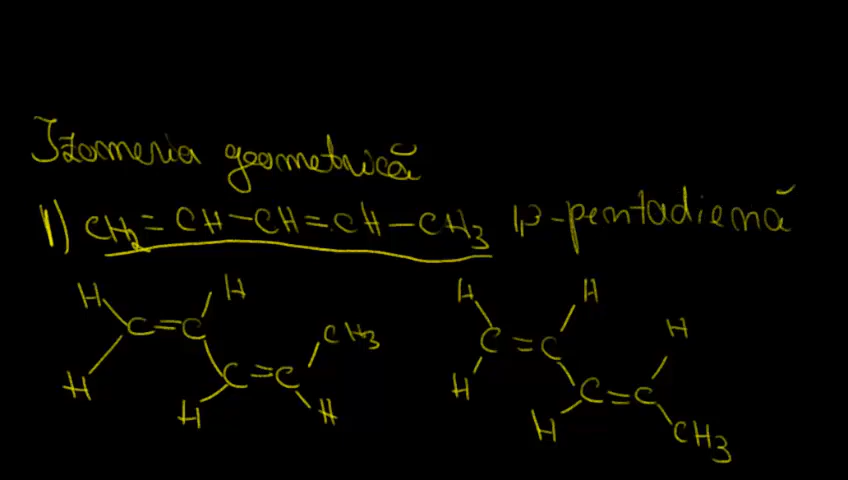 Izomeria geometrică
1) CH2=CH-CH=CH-CH3 1,3-pentadienă
H H H H
C=C CH3 C=C H
C=C C=C
H H H H CH3